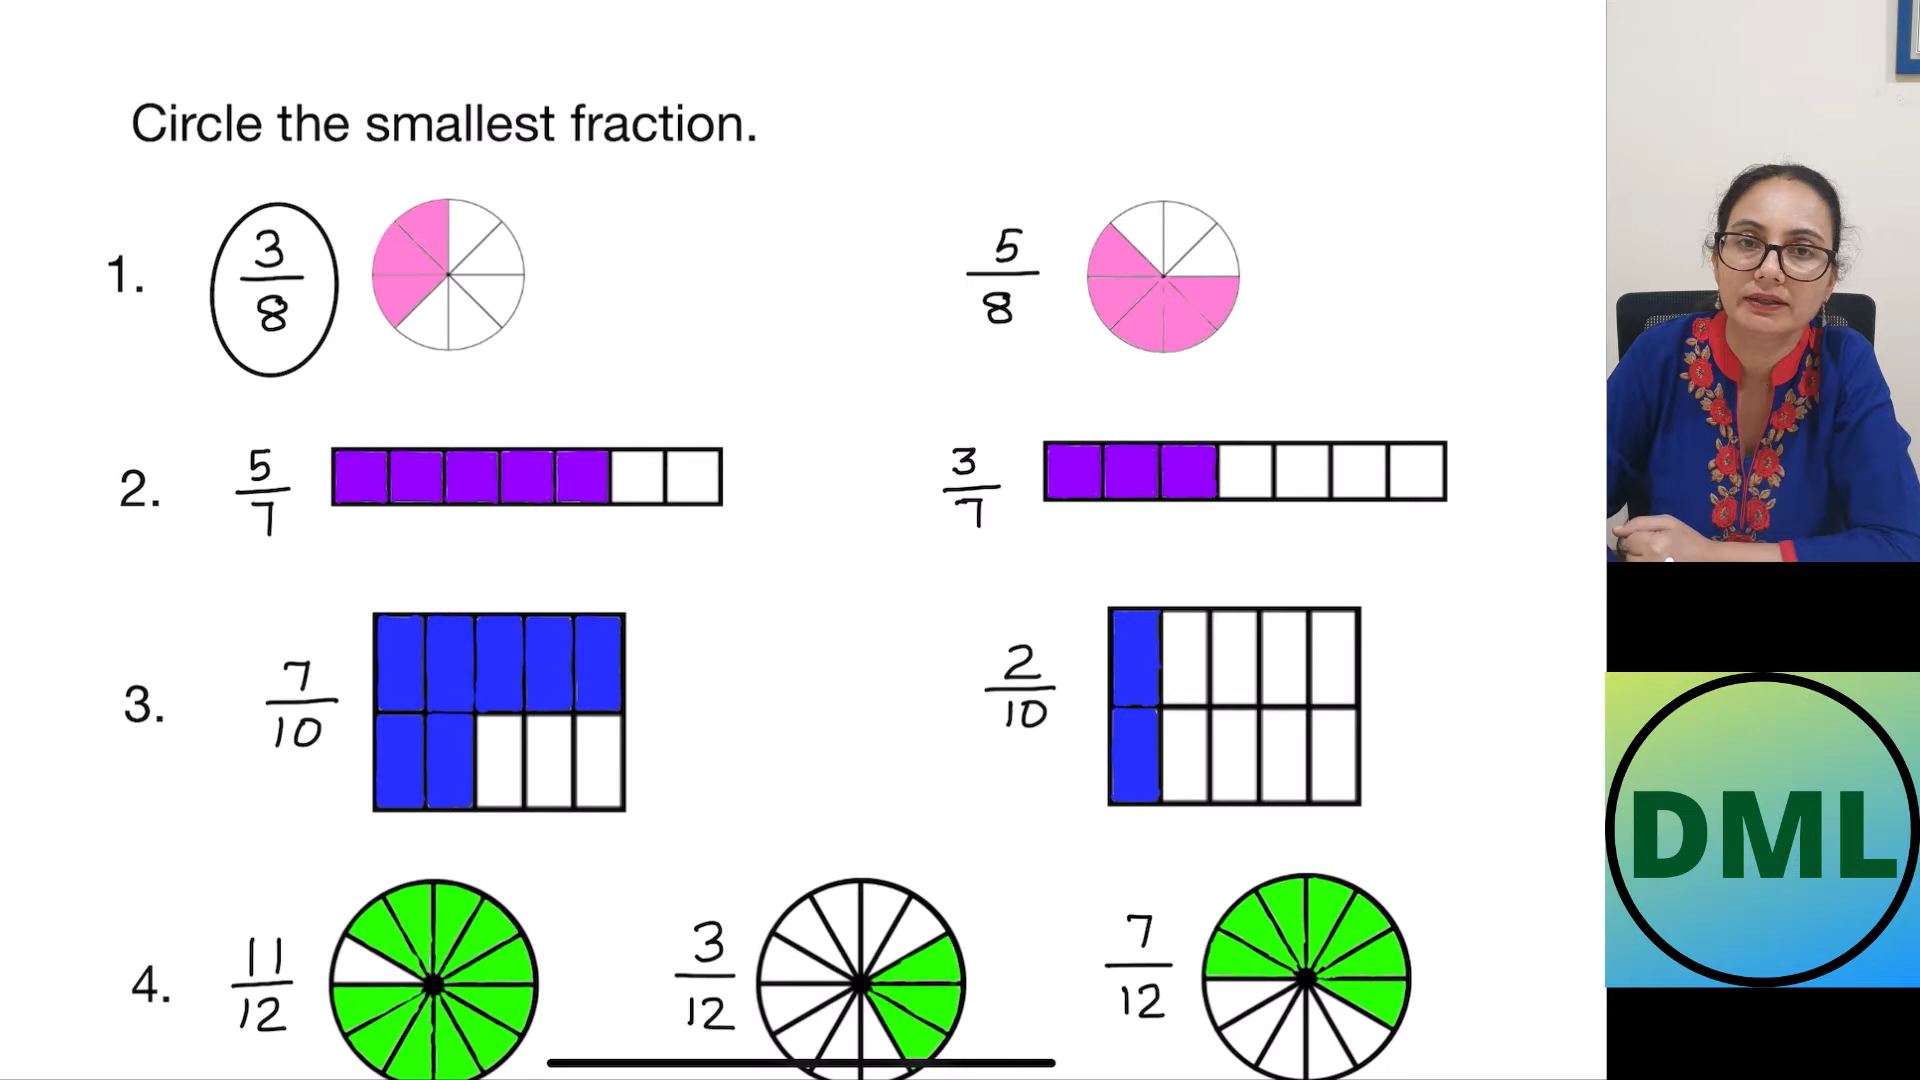 Circle the smallest fraction.
1. 3/8 5/8
2. 5/7 3/7
3. 7/10 2/10
4. 11/12 3/12 7/12
DML